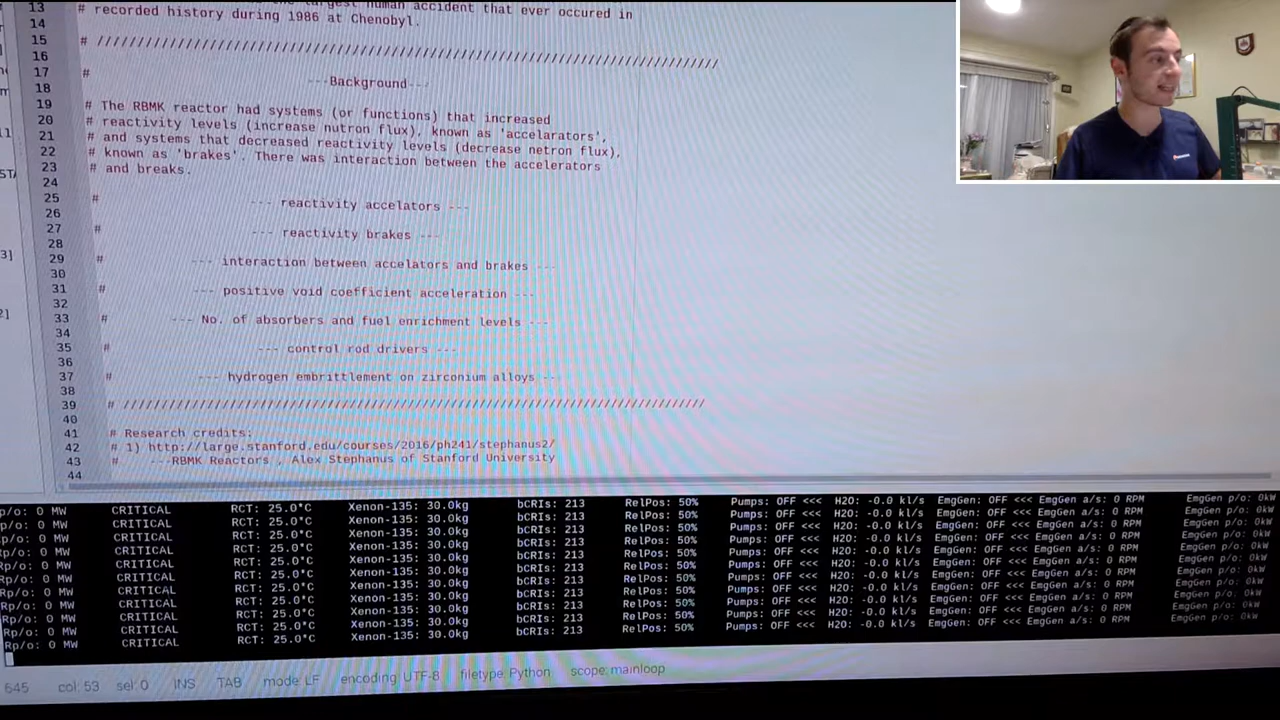 13
# recorded history during 1986 at Chenobyl.
14
15 # ////////////////////////////////////////////////////////////////////////////////
16
17 # ---Background---
18
19 # The RBMK reactor had systems (or functions) that increased
20 # reactivity levels (increase nutron flux), known as 'accelarators',
21 # and systems that decreased reactivity levels (decrease netron flux),
22 # known as 'brakes'. There was interaction between the accelerators
23 # and breaks.
24
25 # --- reactivity accelators ---
26
27 # --- reactivity brakes ---
28
29 # --- interaction between accelators and brakes ---
30
31 # --- positive void coefficient acceleration ---
32
33 # --- No. of absorbers and fuel enrichment levels ---
34
35 # --- control rod drivers ---
36
37 # --- hydrogen embrittlement on zirconium alloys ---
38
39 # ////////////////////////////////////////////////////////////////////////////////
40
41 # Research credits:
42 # 1) http://large.stanford.edu/courses/2016/ph241/stephanus2/
43 # ---RBMK Reactors , Alex Stephanus of Stanford University
44
p/o: 0 MW CRITICAL RCT: 25.0°C Xenon-135: 30.0kg bCRIs: 213 RelPos: 50% Pumps: OFF <<< H2O: -0.0 kl/s EmgGen: OFF <<< EmgGen a/s: 0 RPM EmgGen p/o: 0kW
p/o: 0 MW CRITICAL RCT: 25.0°C Xenon-135: 30.0kg bCRIs: 213 RelPos: 50% Pumps: OFF <<< H2O: -0.0 kl/s EmgGen: OFF <<< EmgGen a/s: 0 RPM EmgGen p/o: 0kW
p/o: 0 MW CRITICAL RCT: 25.0°C Xenon-135: 30.0kg bCRIs: 213 RelPos: 50% Pumps: OFF <<< H2O: -0.0 kl/s EmgGen: OFF <<< EmgGen a/s: 0 RPM EmgGen p/o: 0kW
Rp/o: 0 MW CRITICAL RCT: 25.0°C Xenon-135: 30.0kg bCRIs: 213 RelPos: 50% Pumps: OFF <<< H2O: -0.0 kl/s EmgGen: OFF <<< EmgGen a/s: 0 RPM EmgGen p/o: 0kW
Rp/o: 0 MW CRITICAL RCT: 25.0°C Xenon-135: 30.0kg bCRIs: 213 RelPos: 50% Pumps: OFF <<< H2O: -0.0 kl/s EmgGen: OFF <<< EmgGen a/s: 0 RPM EmgGen p/o: 0kW
Rp/o: 0 MW CRITICAL RCT: 25.0°C Xenon-135: 30.0kg bCRIs: 213 RelPos: 50% Pumps: OFF <<< H2O: -0.0 kl/s EmgGen: OFF <<< EmgGen a/s: 0 RPM EmgGen p/o: 0kW
Rp/o: 0 MW CRITICAL RCT: 25.0°C Xenon-135: 30.0kg bCRIs: 213 RelPos: 50% Pumps: OFF <<< H2O: -0.0 kl/s EmgGen: OFF <<< EmgGen a/s: 0 RPM EmgGen p/o: 0kW
Rp/o: 0 MW CRITICAL RCT: 25.0°C Xenon-135: 30.0kg bCRIs: 213 RelPos: 50% Pumps: OFF <<< H2O: -0.0 kl/s EmgGen: OFF <<< EmgGen a/s: 0 RPM EmgGen p/o: 0kW
Rp/o: 0 MW CRITICAL RCT: 25.0°C Xenon-135: 30.0kg bCRIs: 213 RelPos: 50% Pumps: OFF <<< H2O: -0.0 kl/s EmgGen: OFF <<< EmgGen a/s: 0 RPM EmgGen p/o: 0kW
Rp/o: 0 MW CRITICAL RCT: 25.0°C Xenon-135: 30.0kg bCRIs: 213 RelPos: 50% Pumps: OFF <<< H2O: -0.0 kl/s EmgGen: OFF <<< EmgGen a/s: 0 RPM EmgGen p/o: 0kW
Rp/o: 0 MW CRITICAL RCT: 25.0°C Xenon-135: 30.0kg bCRIs: 213 RelPos: 50% Pumps: OFF <<< H2O: -0.0 kl/s EmgGen: OFF <<< EmgGen a/s: 0 RPM
645 col: 53 sel: 0 INS TAB mode: LF encoding: UTF-8 filetype: Python scope: mainloop